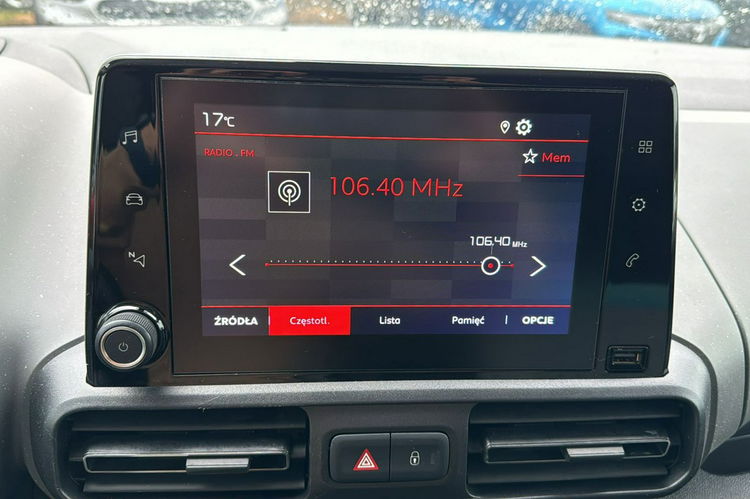 17°C
RADIO . FM
Mem
106.40 MHz
106.40 MHz
N
ŹRÓDŁA Częstotl. Lista Pamięć OPCJE